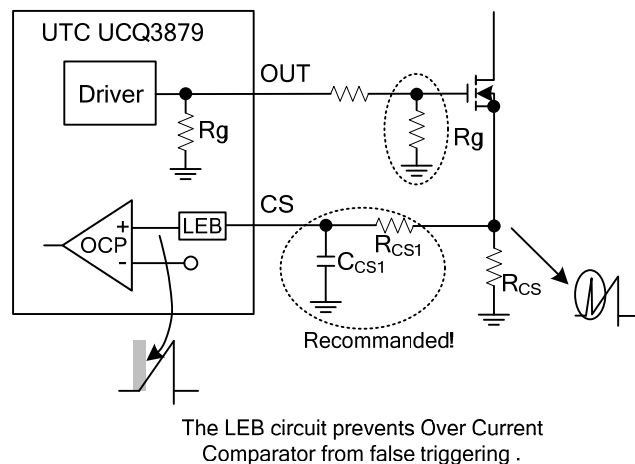 UTC UCQ3879
Driver
OUT
Rg
Rg
CS
LEB
+
OCP
-
RCS1
CCS1
RCS
Recommanded!
The LEB circuit prevents Over Current
Comparator from false triggering .